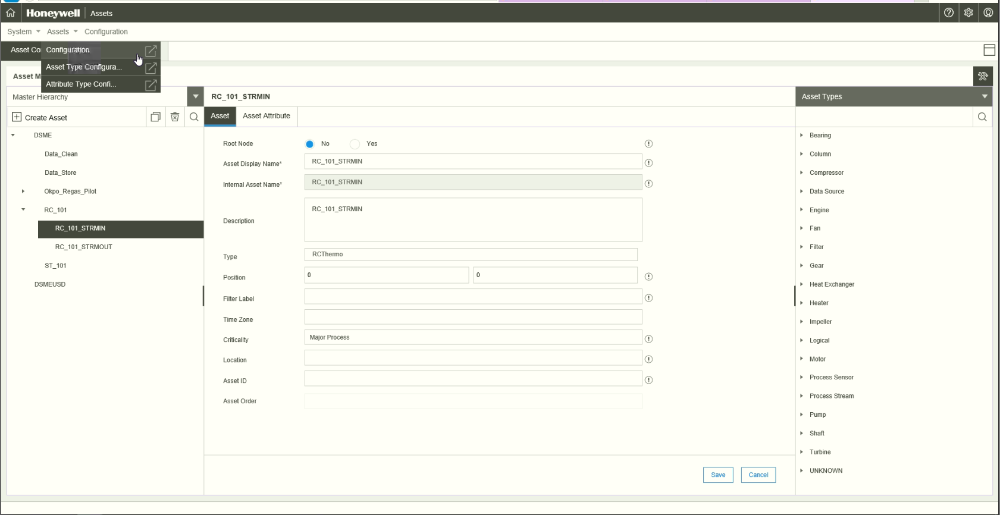 Honeywell Assets
System Assets Configuration
Asset Co
Configuration
Asset Type Configura...
Attribute Type Confi...
Asset M
Master Hierarchy
RC_101_STRMIN
Asset Types
Create Asset
Asset Asset Attribute
DSME
Data_Clean
Data_Store
Okpo_Regas_Pilot
RC_101
RC_101_STRMIN
RC_101_STRMOUT
ST_101
DSMEUSD
Root Node No Yes
Asset Display Name* RC_101_STRMIN
Internal Asset Name* RC_101_STRMIN
Description RC_101_STRMIN
Type RCThermo
Position 0 0
Filter Label
Time Zone
Criticality Major Process
Location
Asset ID
Asset Order
Save Cancel
Bearing
Column
Compressor
Data Source
Engine
Fan
Filter
Gear
Heat Exchanger
Heater
Impeller
Logical
Motor
Process Sensor
Process Stream
Pump
Shaft
Turbine
UNKNOWN